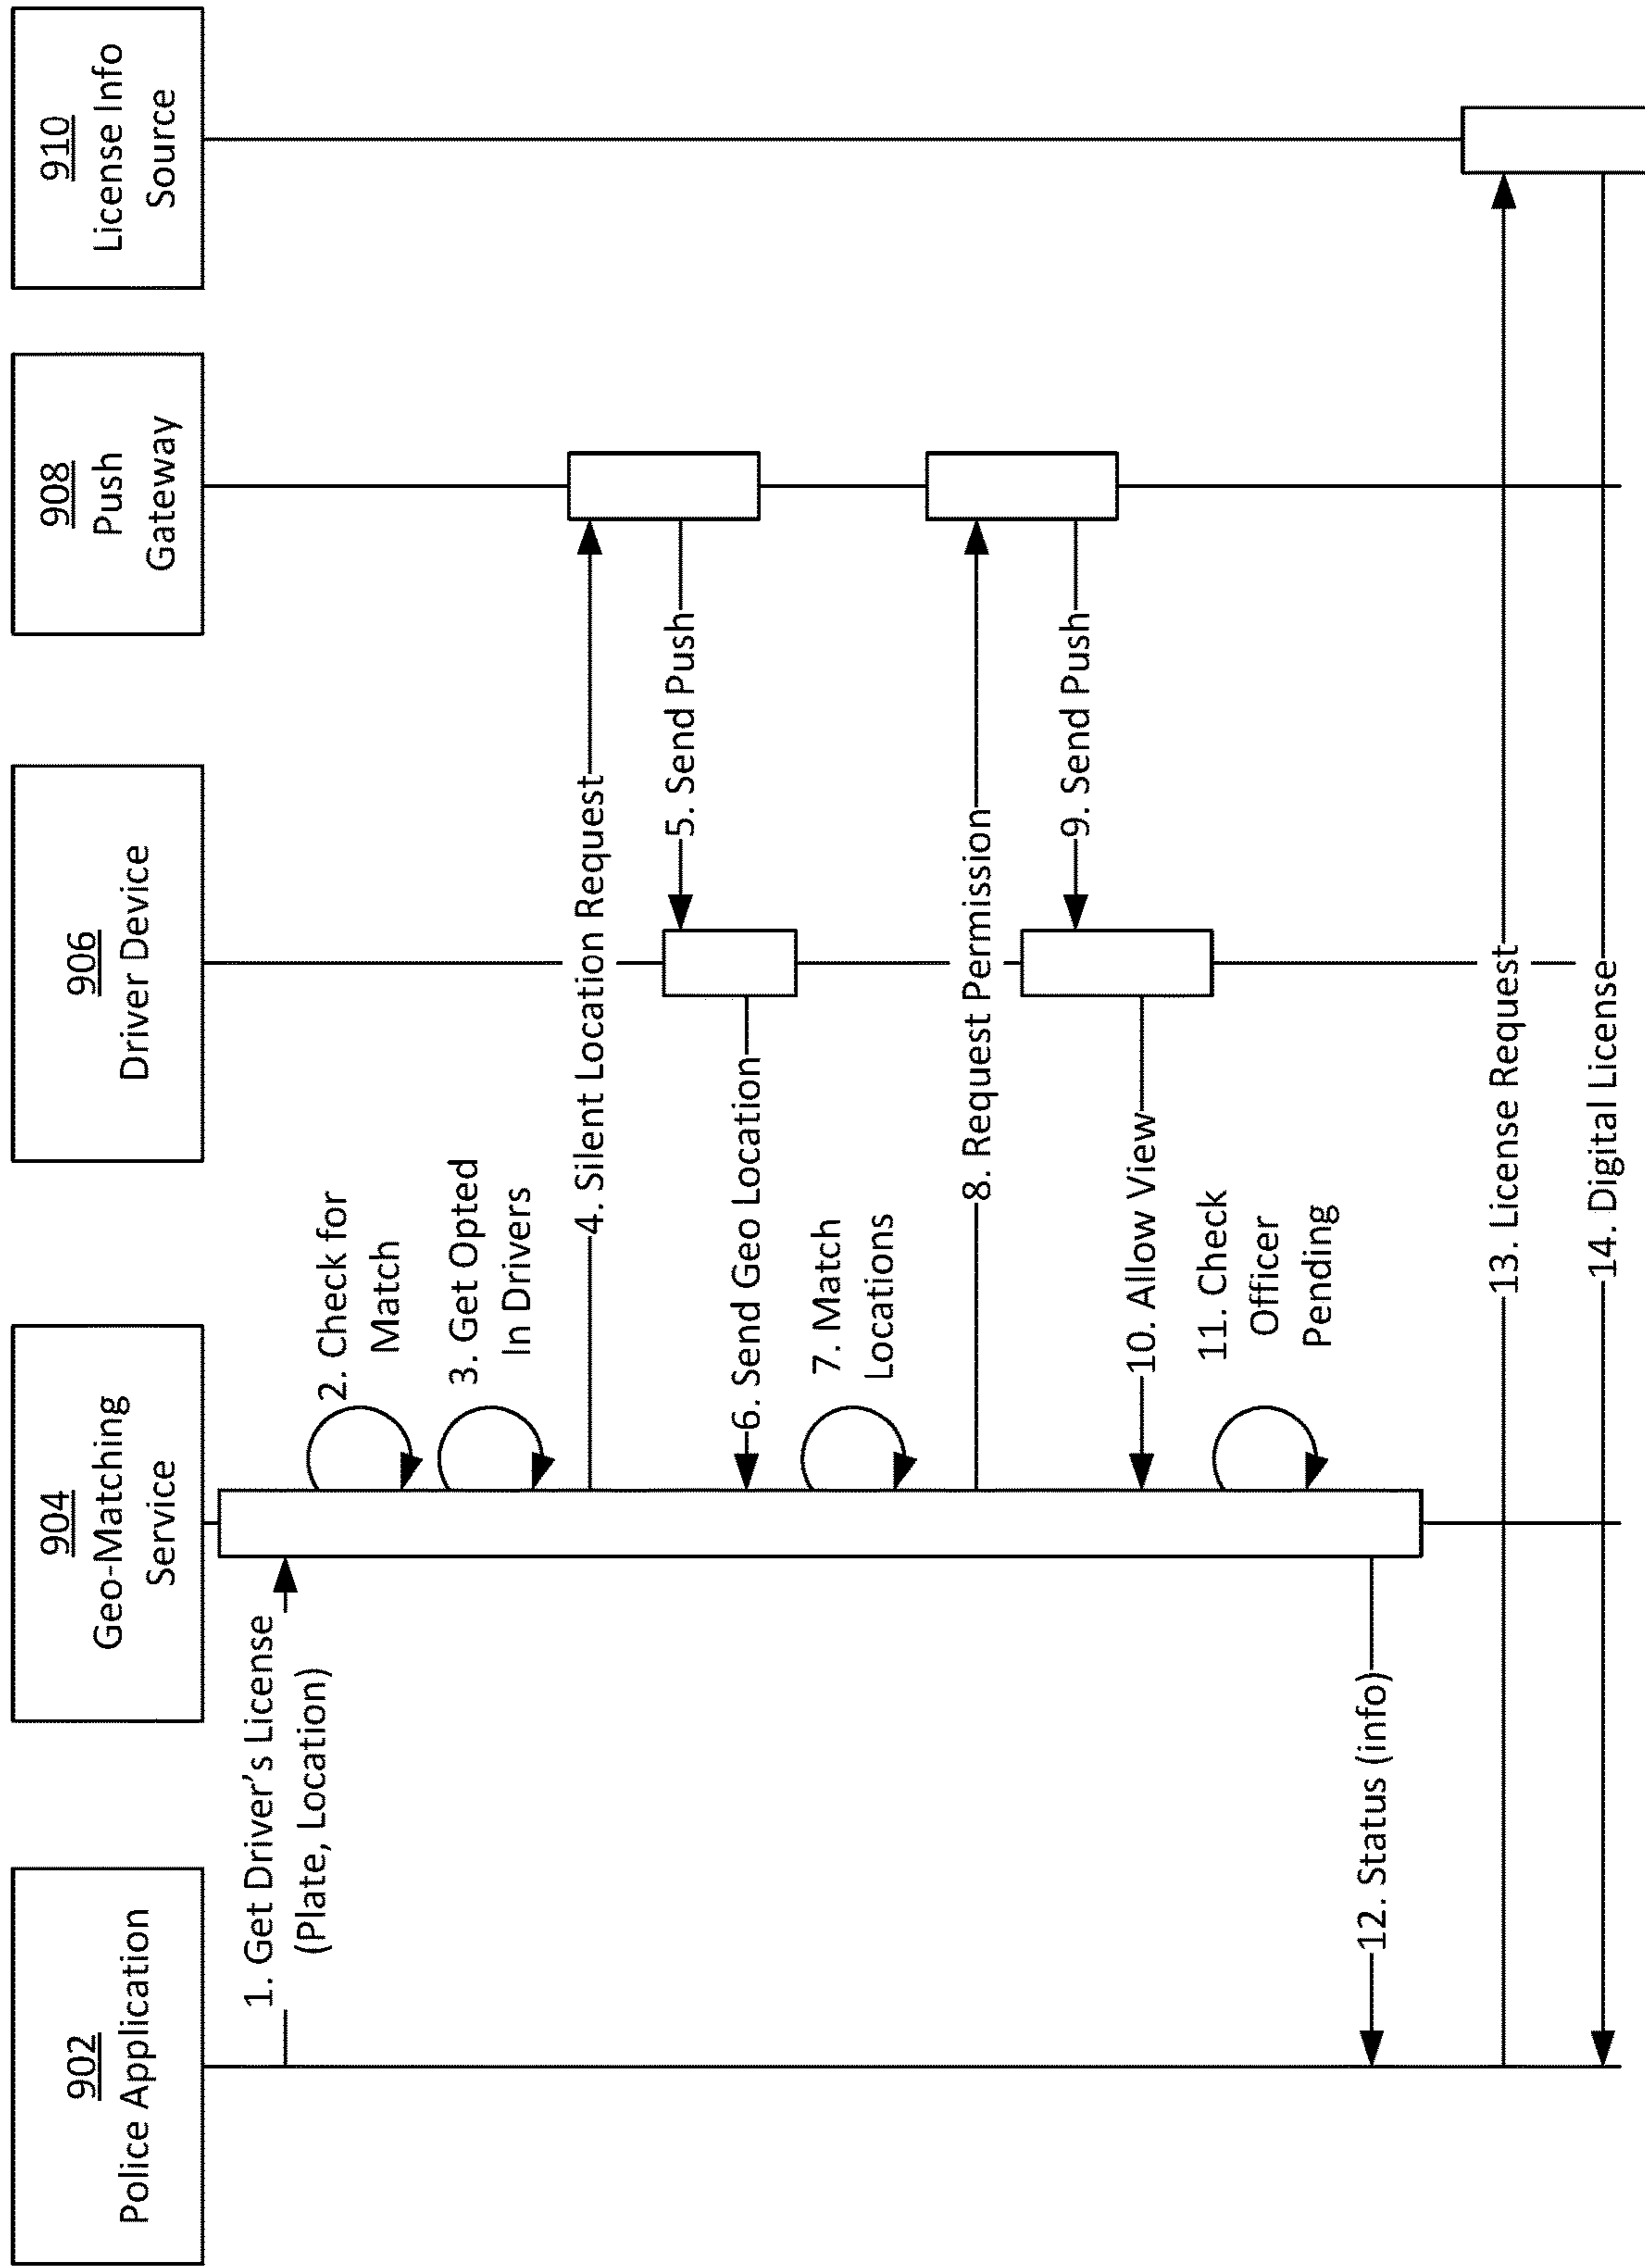 902
Police Application
904
Geo-Matching
Service
906
Driver Device
908
Push
Gateway
910
License Info
Source
1. Get Driver’s License
(Plate, Location)
2. Check for
Match
3. Get Opted
In Drivers
4. Silent Location Request
5. Send Push
6. Send Geo Location
7. Match
Locations
8. Request Permission
9. Send Push
10. Allow View
11. Check
Officer
Pending
12. Status (info)
13. License Request
14. Digital License